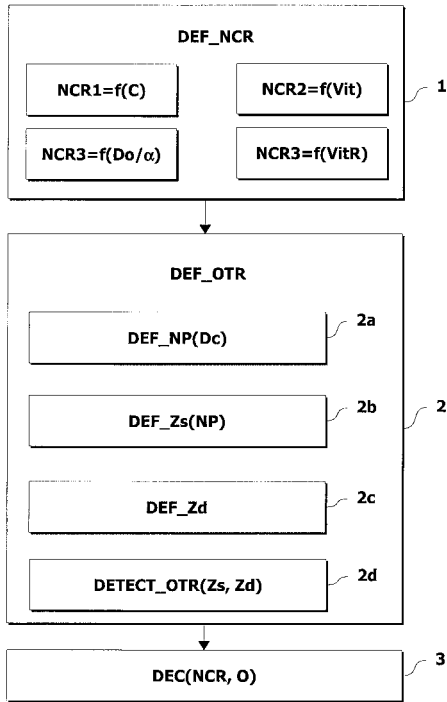 DEF_NCR
NCR1=f(C)
NCR2=f(Vit)
1
NCR3=f(Do/α)
NCR3=f(VitR)
DEF_OTR
2a
DEF_NP(Dc)
2b
DEF_Zs(NP)
2
2c
DEF_Zd
2d
DETECT_OTR(Zs, Zd)
3
DEC(NCR, O)